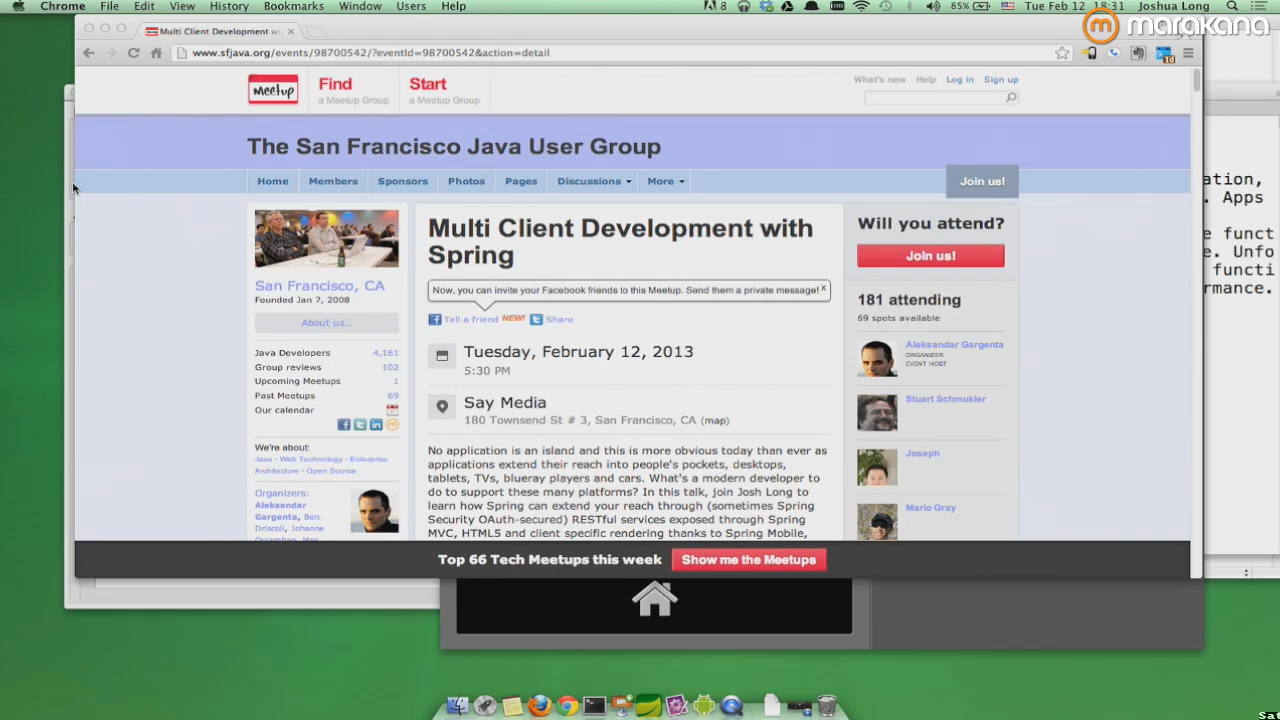 Chrome File Edit View History Bookmarks Window Users Help
8 85% Tue Feb 12 18:31 Joshua Long
marakana
Multi Client Development wi
www.sfjava.org/events/98700542/?eventId=98700542&action=detail
Meetup
Find
a Meetup Group
Start
a Meetup Group
What's new Help Log in Sign up
The San Francisco Java User Group
Home Members Sponsors Photos Pages Discussions More
Join us!
San Francisco, CA
Founded Jan 7, 2008
About us...
Java Developers 4,161
Group reviews 102
Upcoming Meetups 1
Past Meetups 69
Our calendar
We're about:
Java · Web Technology · Enterprise
Architecture · Open Source
Organizers:
Aleksandar
Gargenta, Ben
Driscoll, Johanne
Multi Client Development with
Spring
Now, you can invite your Facebook friends to this Meetup. Send them a private message! x
Tell a friend NEW! Share
Tuesday, February 12, 2013
5:30 PM
Say Media
180 Townsend St # 3, San Francisco, CA (map)
No application is an island and this is more obvious today than ever as
applications extend their reach into people's pockets, desktops,
tablets, TVs, blueray players and cars. What's a modern developer to
do to support these many platforms? In this talk, join Josh Long to
learn how Spring can extend your reach through (sometimes Spring
Security OAuth-secured) RESTful services exposed through Spring
MVC, HTML5 and client specific rendering thanks to Spring Mobile,
Will you attend?
Join us!
181 attending
69 spots available
Aleksandar Gargenta
ORGANIZER
EVENT HOST
Stuart Schmukler
Joseph
Mario Gray
ation,
. Apps
e funct
e. Unfo
functi
rmance.
Top 66 Tech Meetups this week Show me the Meetups